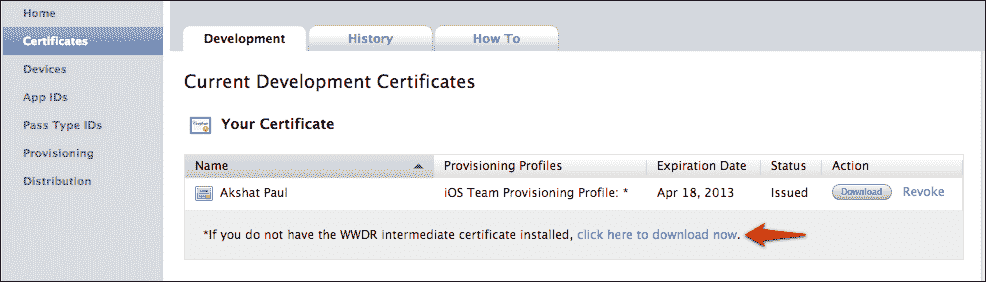 Home
Certificates
Devices
App IDs
Pass Type IDs
Provisioning
Distribution
Development History How To
Current Development Certificates
Your Certificate
Name Provisioning Profiles Expiration Date Status Action
Akshat Paul iOS Team Provisioning Profile: * Apr 18, 2013 Issued Download Revoke
*If you do not have the WWDR intermediate certificate installed, click here to download now.